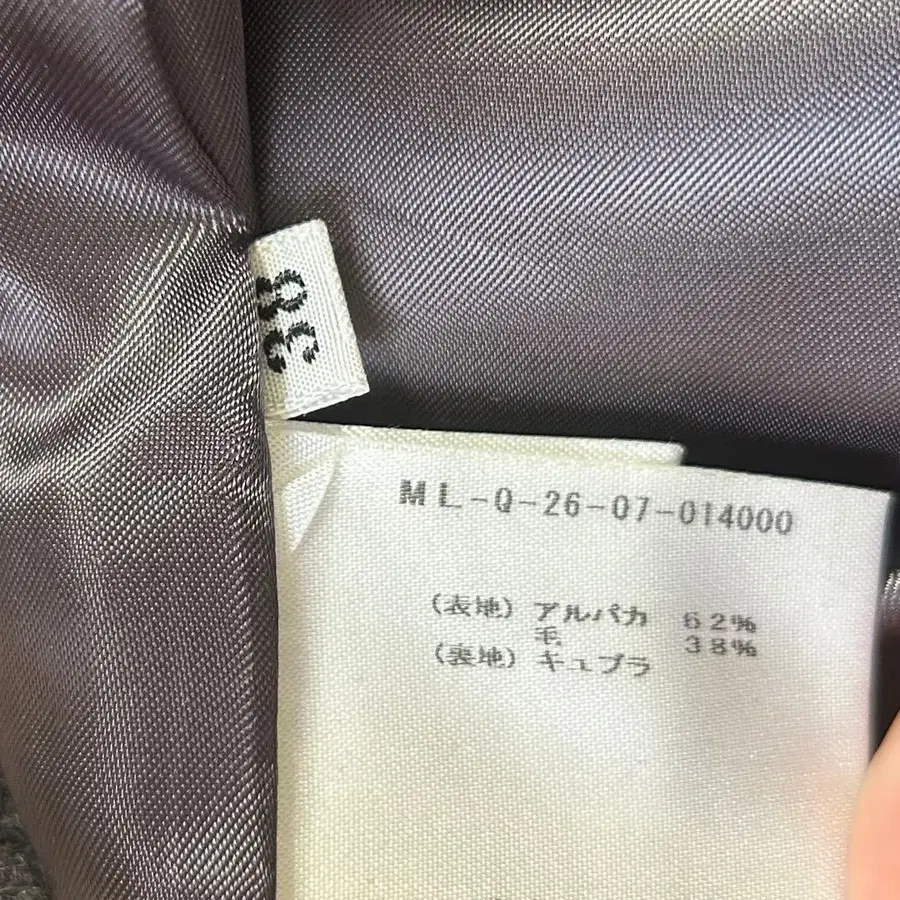 38
ML-Q-26-07-014000
(表地) アルパカ 62%
毛 38%
(裏地) キュプラ